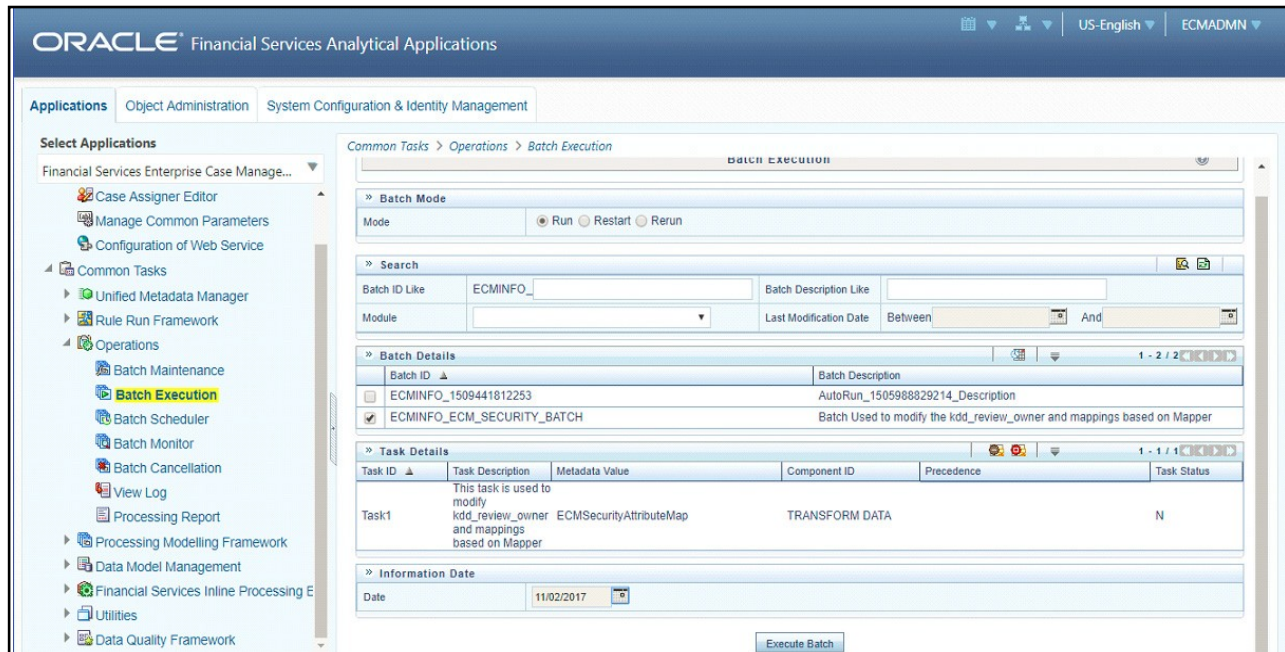 US-English
ECMADMN
ORACLE Financial Services Analytical Applications
Applications
Object Administration
System Configuration & Identity Management
Select Applications
Financial Services Enterprise Case Manage...
Case Assigner Editor
Manage Common Parameters
Configuration of Web Service
Common Tasks
Unified Metadata Manager
Rule Run Framework
Operations
Batch Maintenance
Batch Execution
Batch Scheduler
Batch Monitor
Batch Cancellation
View Log
Processing Report
Processing Modelling Framework
Data Model Management
Financial Services Inline Processing E
Utilities
Data Quality Framework
Common Tasks > Operations > Batch Execution
Batch Execution
» Batch Mode
Mode Run Restart Rerun
» Search
Batch ID Like ECMINFO_ Batch Description Like
Module Last Modification Date Between And
» Batch Details 1 - 2 / 2
Batch ID Batch Description
ECMINFO_1509441812253 AutoRun_1505988829214_Description
ECMINFO_ECM_SECURITY_BATCH Batch Used to modify the kdd_review_owner and mappings based on Mapper
» Task Details 1 - 1 / 1
Task ID Task Description Metadata Value Component ID Precedence Task Status
This task is used to
modify
Task1 kdd_review_owner ECMSecurityAttributeMap TRANSFORM DATA N
and mappings
based on Mapper
» Information Date
Date 11/02/2017
Execute Batch